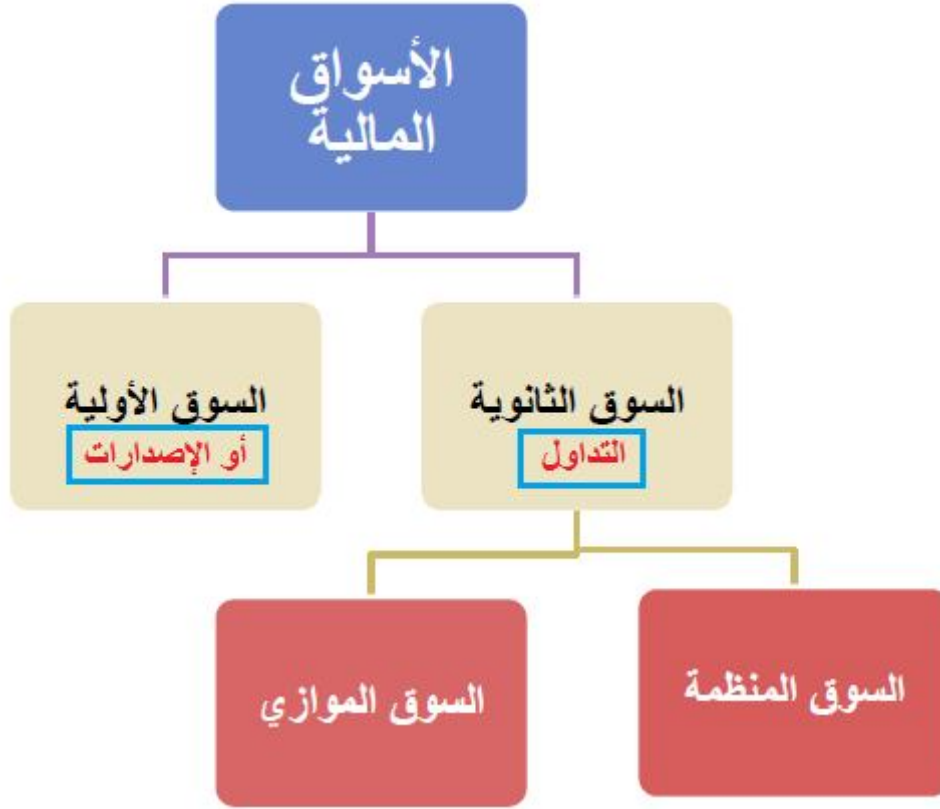 الأسواق
المالية
السوق الثانوية
التداول
السوق الأولية
أو الإصدارات
السوق المنظمة
السوق الموازي